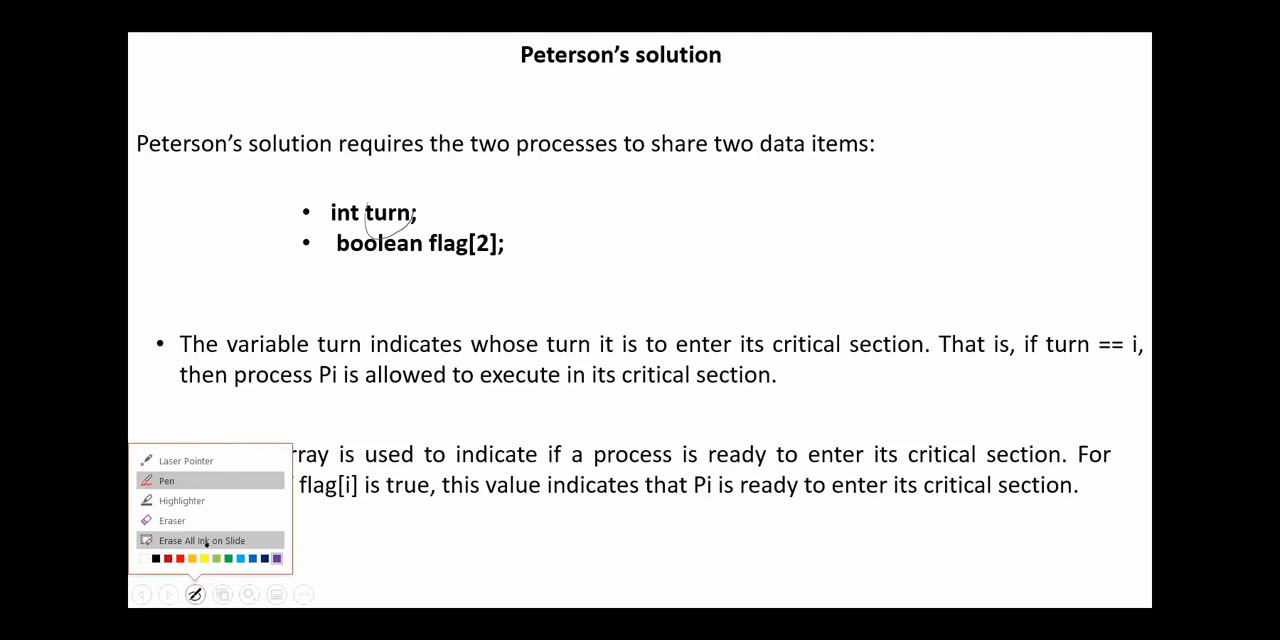 Peterson’s solution
Peterson’s solution requires the two processes to share two data items:
• int turn;
• boolean flag[2];
• The variable turn indicates whose turn it is to enter its critical section. That is, if turn == i,
then process Pi is allowed to execute in its critical section.
rray is used to indicate if a process is ready to enter its critical section. For
flag[i] is true, this value indicates that Pi is ready to enter its critical section.
Laser Pointer
Pen
Highlighter
Eraser
Erase All Ink on Slide